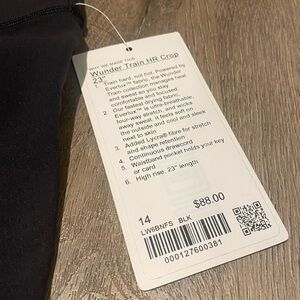 WHY WE MADE THIS
Wunder Train HR Crop
23"
1. Train hard, not hot. Powered by
Everlux™ fabric, the Wunder
Train collection manages heat
and sweat so you stay
comfortable and focused
2. Our fastest-drying fabric,
Everlux™ is ultra-breathable,
four-way stretch, and wicks
away sweat. It feels soft on
the outside and cool and sleek
next to skin
3. Added Lycra® fibre for stretch
and shape retention
4. Continuous drawcord
5. Waistband pocket holds your key
or card
6. High rise, 23" length
14
$88.00
LW6BNFS BLK
000127600381